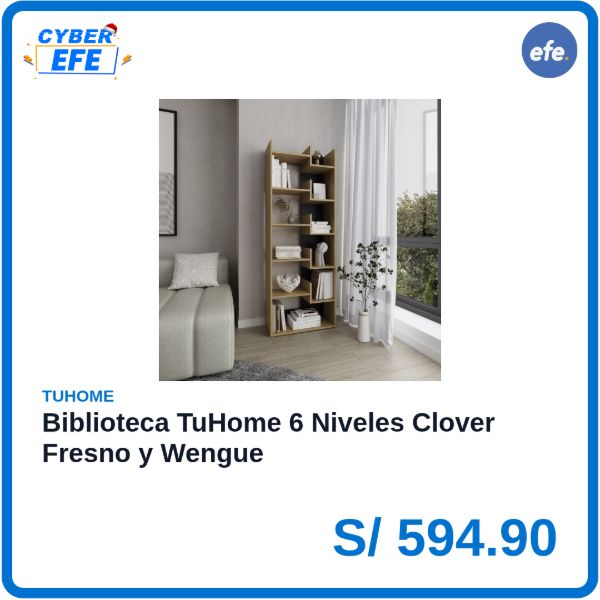 CYBER
EFE
efe.
TUHOME
Biblioteca TuHome 6 Niveles Clover
Fresno y Wengue
S/ 594.90